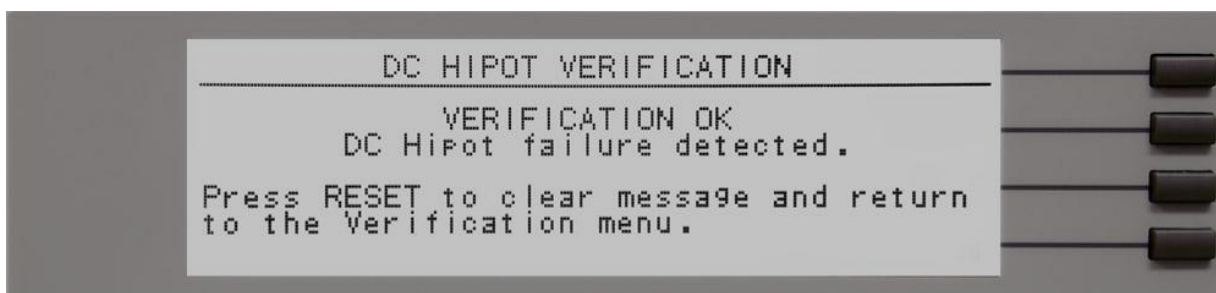 DC HIPOT VERIFICATION
VERIFICATION OK
DC Hipot failure detected.
Press RESET to clear message and return
to the Verification menu.